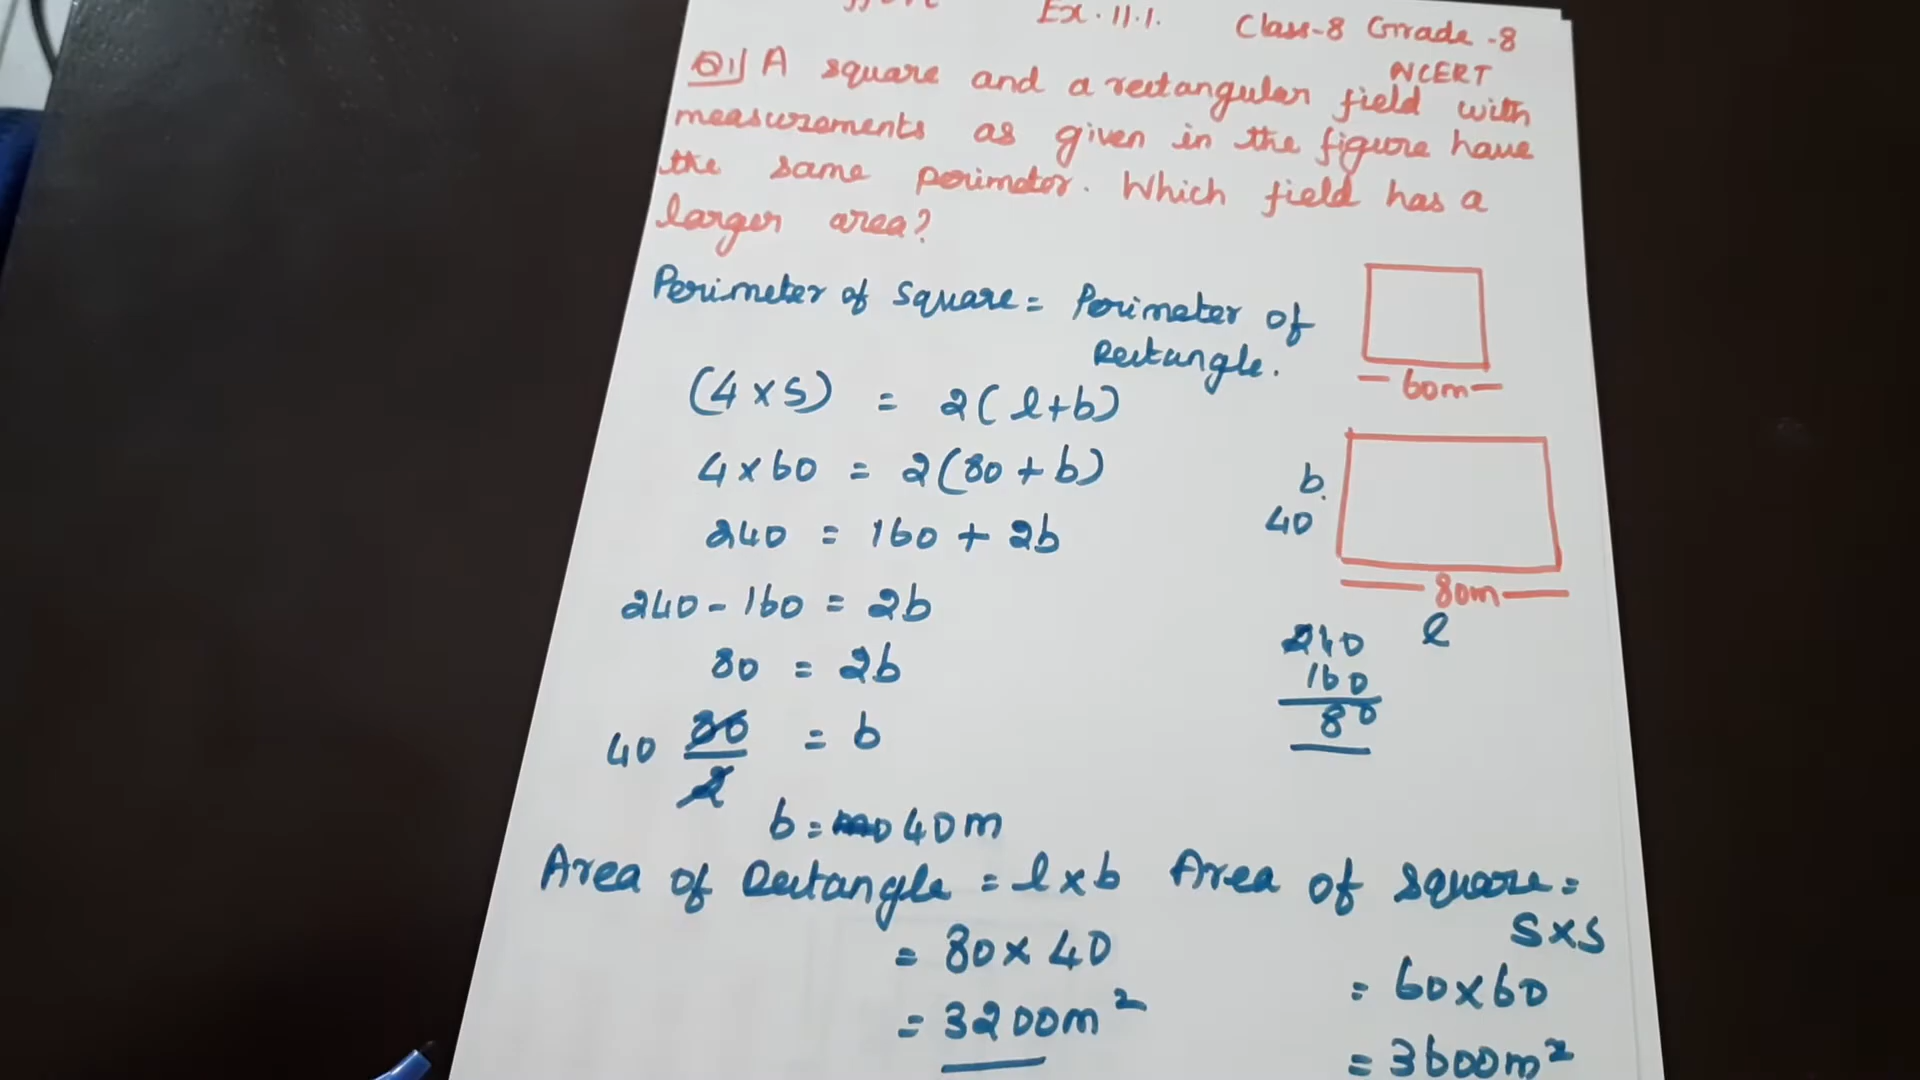 Ex. 11.1. Class-8 Grade-8
NCERT
Q1) A square and a rectangular field with
measurements as given in the figure have
the same perimeter. Which field has a
larger area?
Perimeter of square = Perimeter of
Rectangle.
(4 × s) = 2( l+b)
4 × 60 = 2(80 + b)
240 = 160 + 2b
240 - 160 = 2b
80 = 2b
40 80/2 = b
b = 40m
60m
b.
40
80m
l
240
160
80
Area of Rectangle = l × b
= 80 × 40
= 3200m²
Area of square =
s×s
= 60×60
= 3600m²